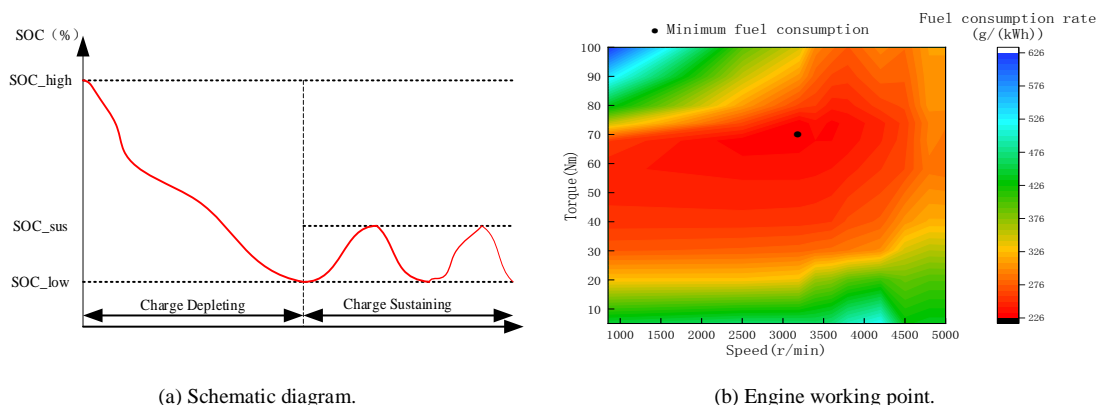 SOC（%）
SOC_high
SOC_sus
SOC_low
Charge Depleting
Charge Sustaining
(a) Schematic diagram.
Minimum fuel consumption
Fuel consumption rate
(g/(kWh))
100
90
80
70
60
50
40
30
20
10
Torque(Nm)
1000 1500 2000 2500 3000 3500 4000 4500 5000
Speed(r/min)
626
576
526
476
426
376
326
276
226
(b) Engine working point.